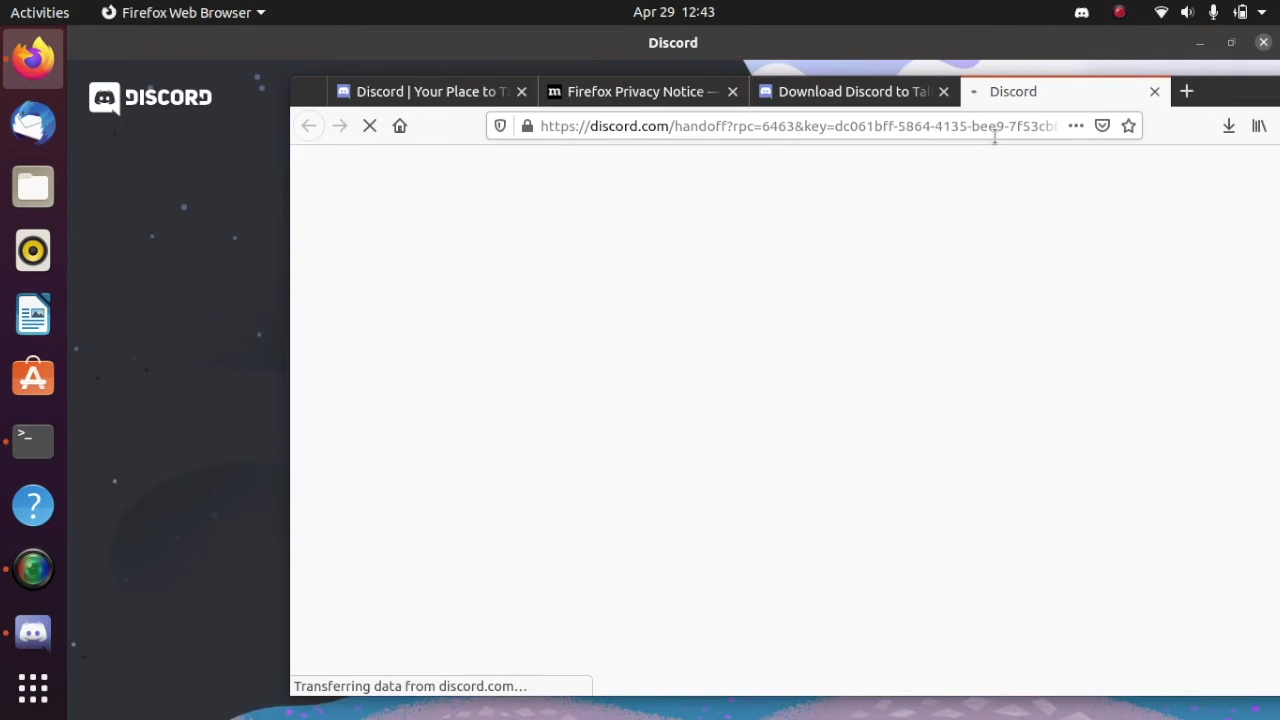 Activities
Firefox Web Browser
Apr 29 12:43
Discord
DISCORD
Discord | Your Place to T
Firefox Privacy Notice —
Download Discord to Tal
Discord
https://discord.com/handoff?rpc=6463&key=dc061bff-5864-4135-bee9-7f53cbf
Transferring data from discord.com…